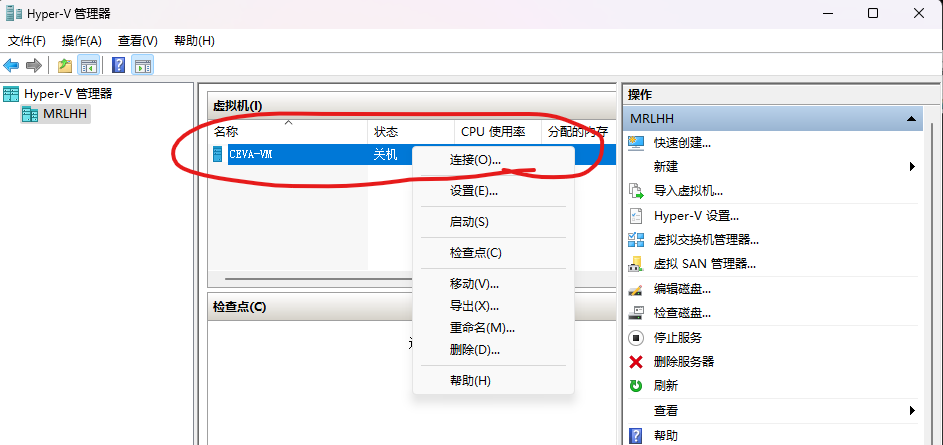 Hyper-V 管理器
文件(F) 操作(A) 查看(V) 帮助(H)
Hyper-V 管理器
MRLHH
虚拟机(I)
名称 状态 CPU 使用率 分配的内存
CEVA-VM 关机
连接(O)...
设置(E)...
启动(S)
检查点(C)
移动(V)...
导出(X)...
重命名(M)...
删除(D)...
帮助(H)
检查点(C)
操作
MRLHH
快速创建...
新建
导入虚拟机...
Hyper-V 设置...
虚拟交换机管理器...
虚拟 SAN 管理器...
编辑磁盘...
检查磁盘...
停止服务
删除服务器
刷新
查看
帮助